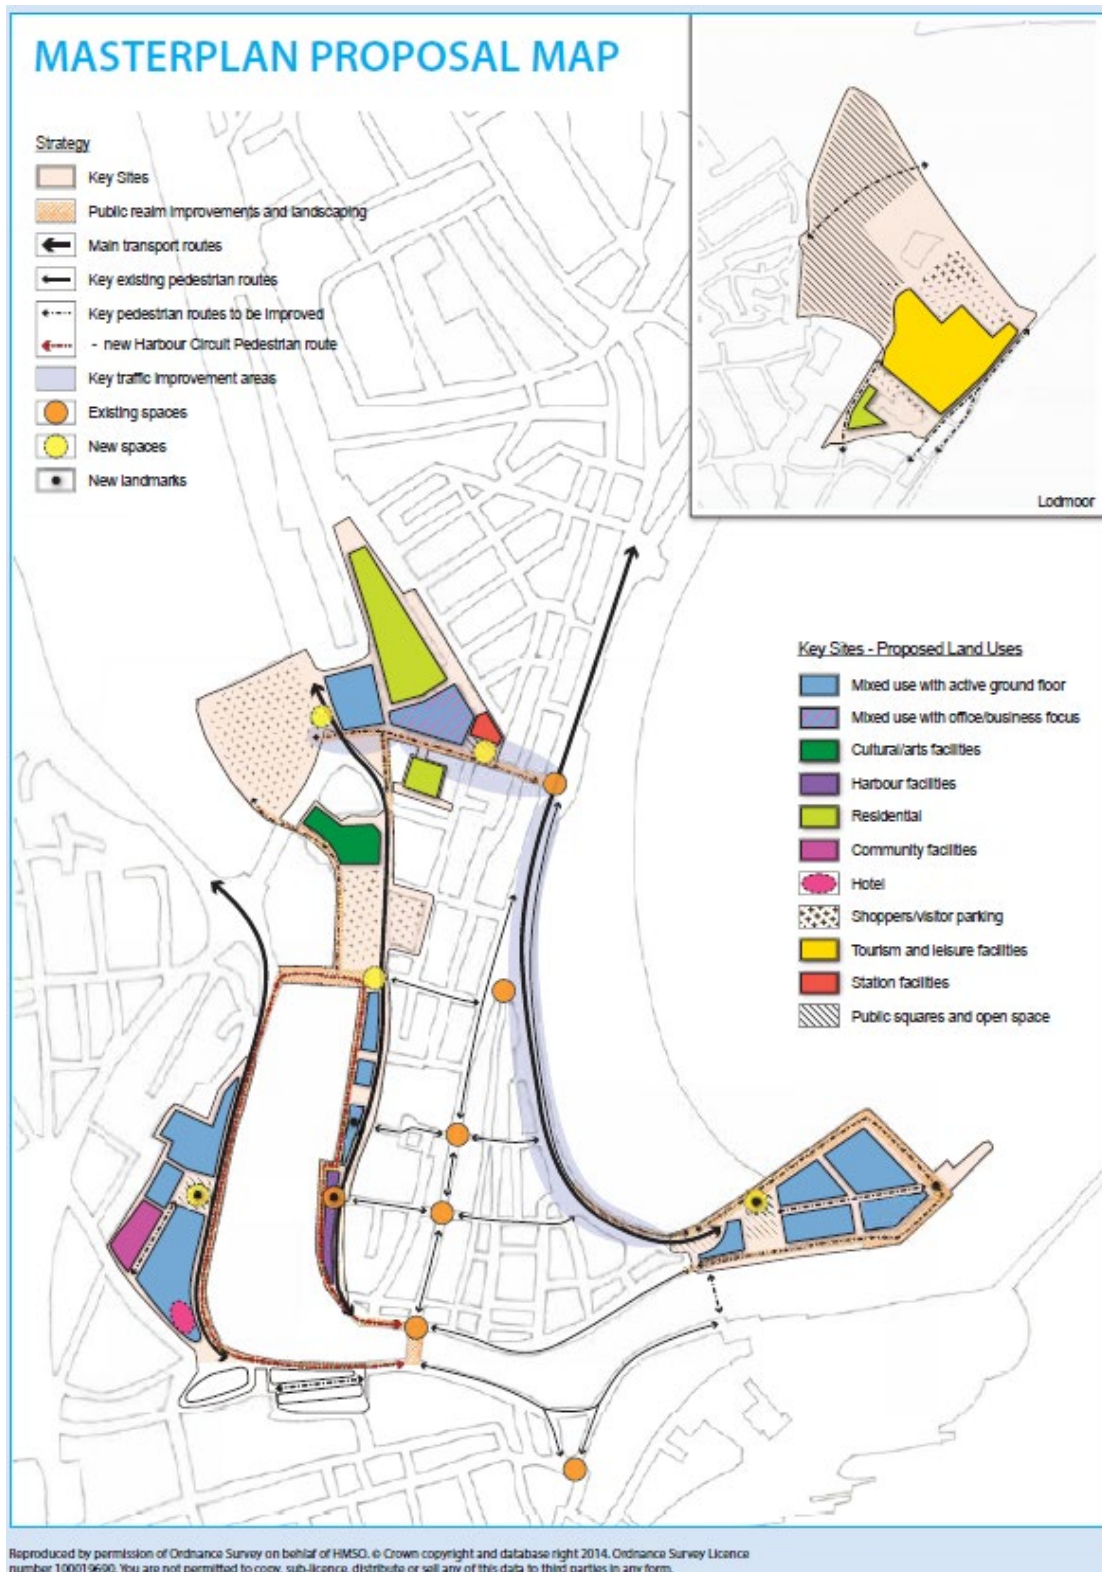 MASTERPLAN PROPOSAL MAP
Strategy
Key Sites
Public realm improvements and landscaping
Main transport routes
Key existing pedestrian routes
Key pedestrian routes to be improved
- new Harbour Circuit Pedestrian route
Key traffic improvement areas
Existing spaces
New spaces
New landmarks
Lodmoor
Key Sites - Proposed Land Uses
Mixed use with active ground floor
Mixed use with office/business focus
Cultural/arts facilities
Harbour facilities
Residential
Community facilities
Hotel
Shoppers/visitor parking
Tourism and leisure facilities
Station facilities
Public squares and open space
Reproduced by permission of Ordnance Survey on behlaf of HMSO. © Crown copyright and database right 2014. Ordnance Survey Licence
number 100019690. You are not permitted to copy, sub-licence, distribute or sell any of this data to third parties in any form.